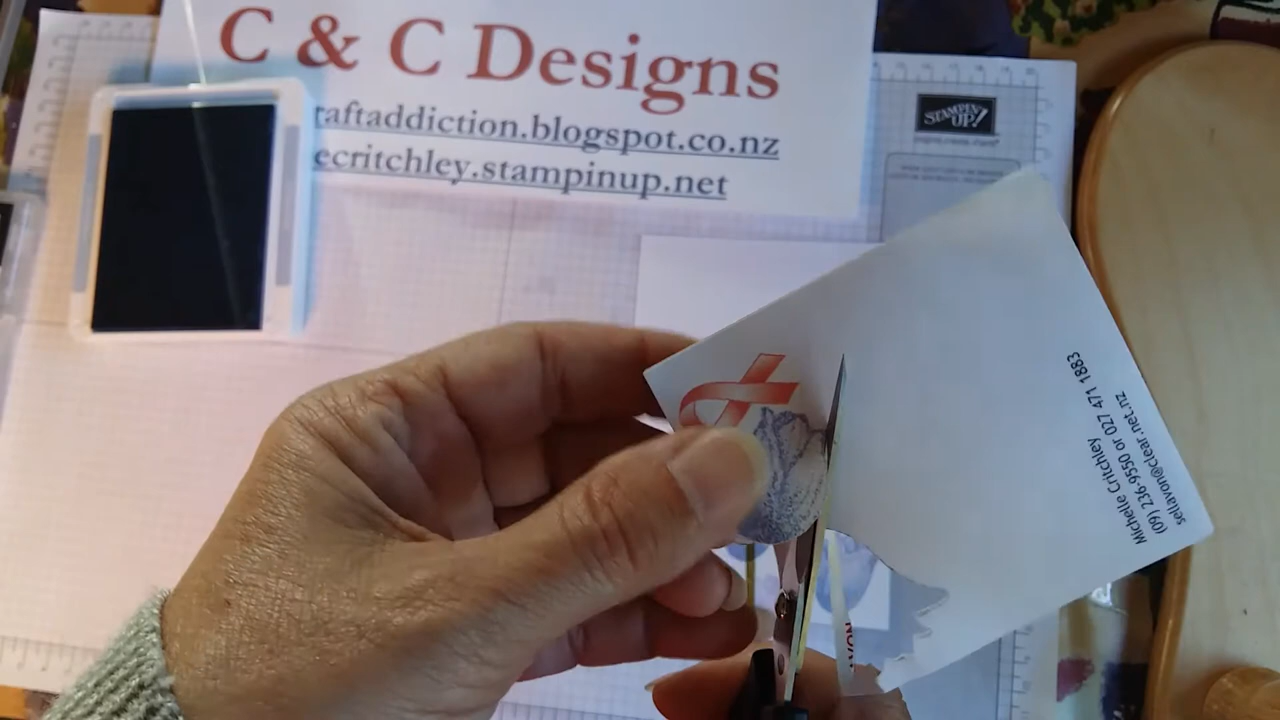 C & C Designs
raftaddiction.blogspot.co.nz
ecritchley.stampinup.net
STAMPIN' UP!
Michelle Critchley
(09) 236-9550 or 027 471 1883
sellavon@clear.net.nz